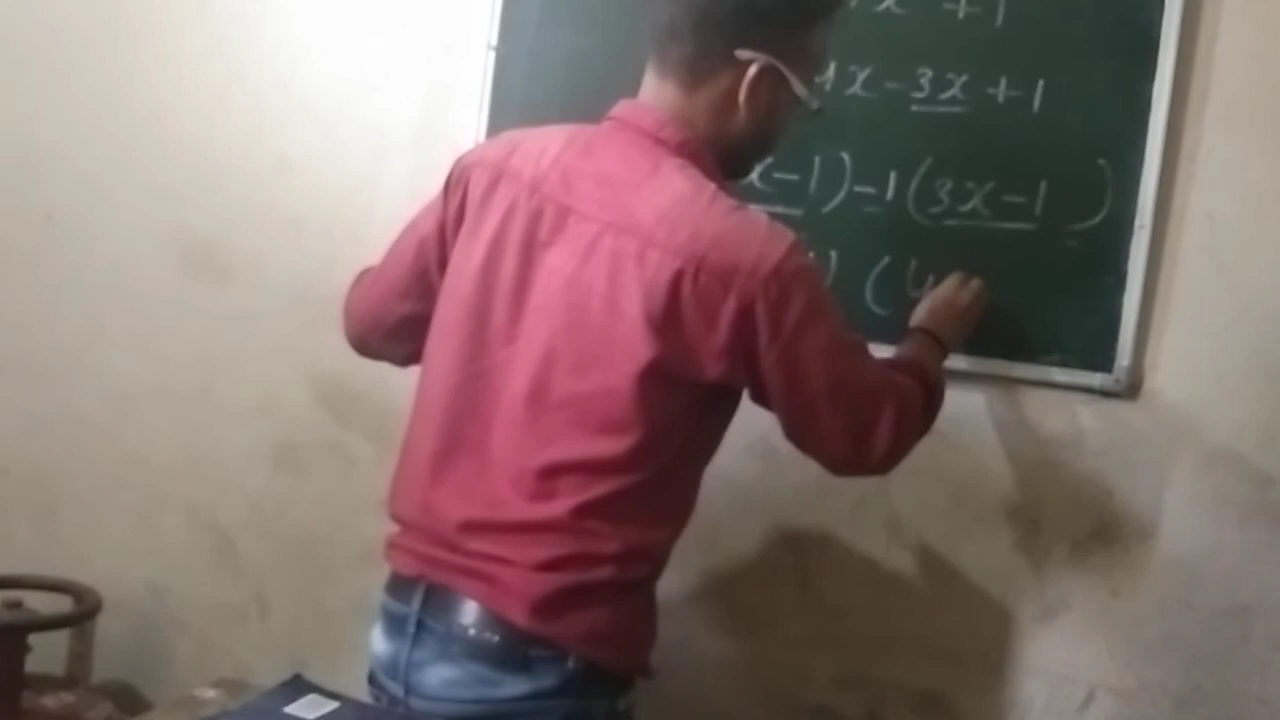 x + 1
4x - 3x + 1
x - 1) - 1 (3x - 1 )
(4